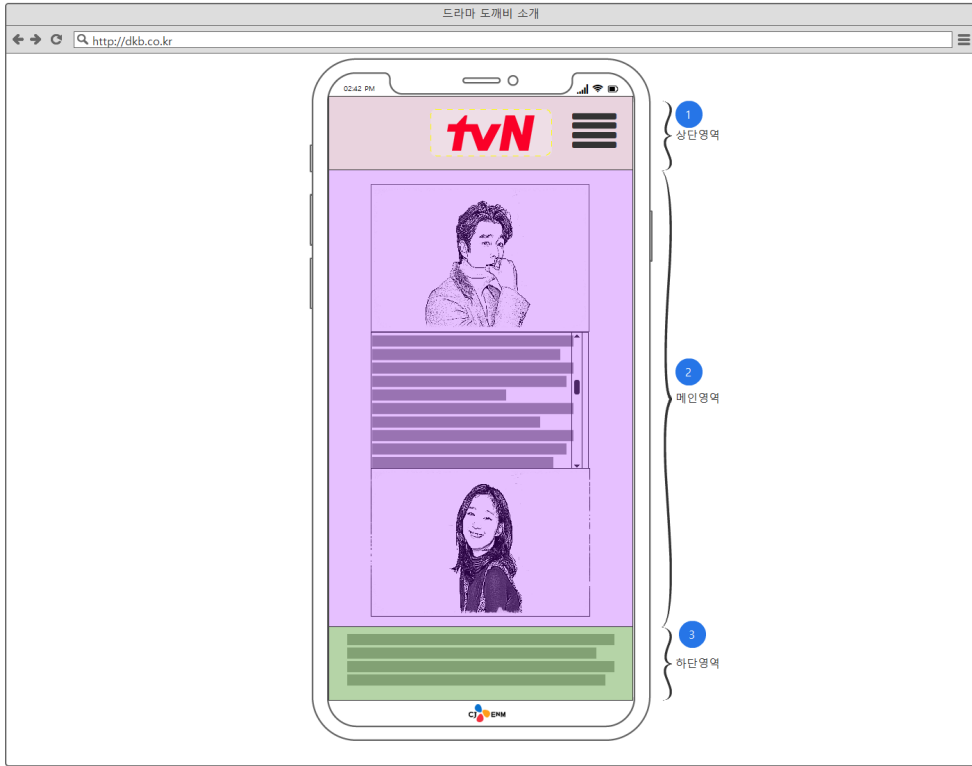 드라마 도깨비 소개
http://dkb.co.kr
02:42 PM
tvN
1
상단영역
2
메인영역
3
하단영역
CJ ENM